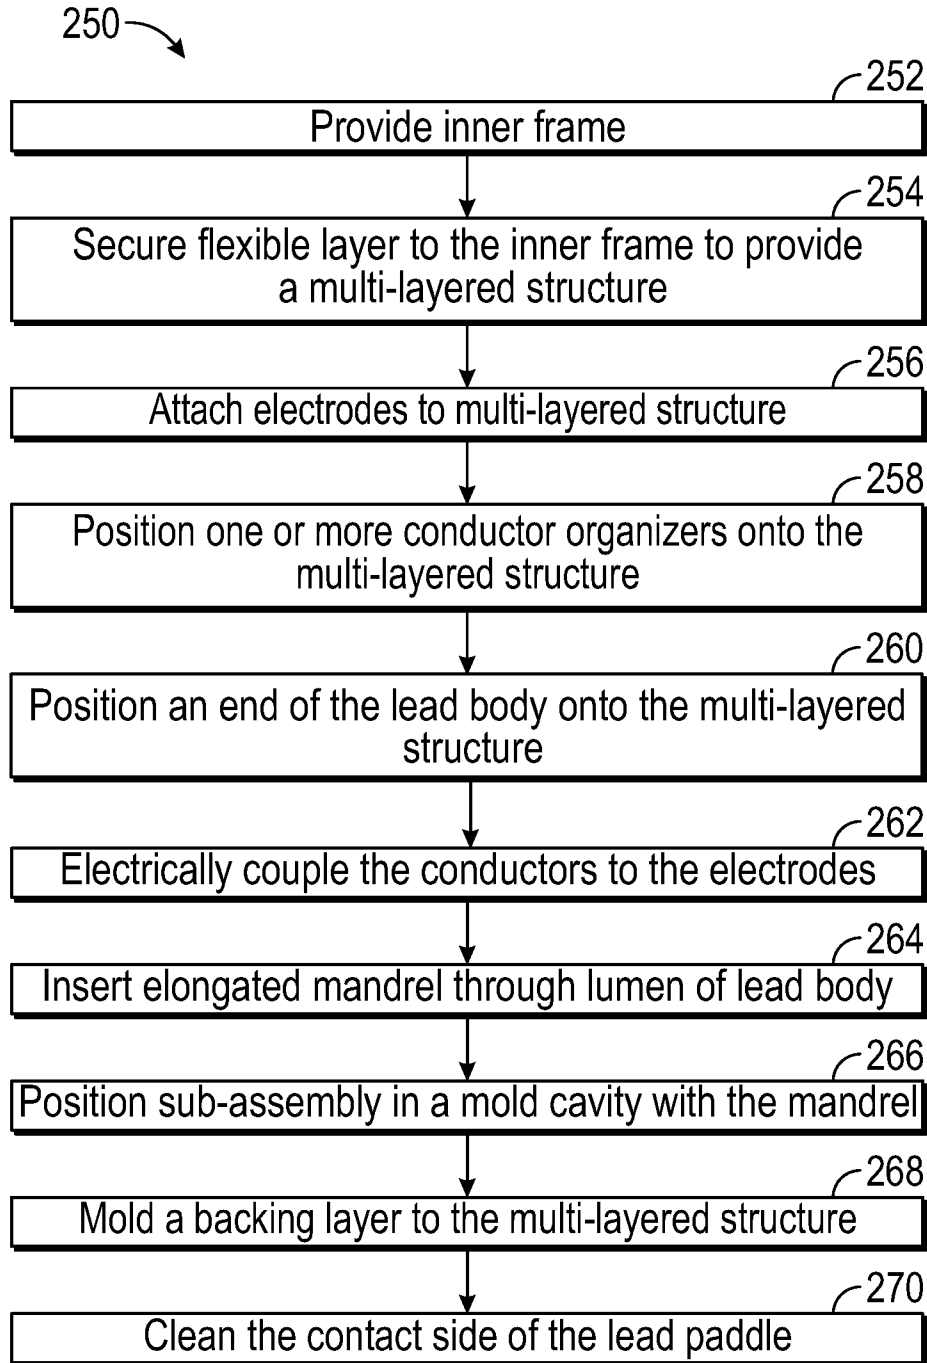 250
252
Provide inner frame
254
Secure flexible layer to the inner frame to provide
a multi-layered structure
256
Attach electrodes to multi-layered structure
258
Position one or more conductor organizers onto the
multi-layered structure
260
Position an end of the lead body onto the multi-layered
structure
262
Electrically couple the conductors to the electrodes
264
Insert elongated mandrel through lumen of lead body
266
Position sub-assembly in a mold cavity with the mandrel
268
Mold a backing layer to the multi-layered structure
270
Clean the contact side of the lead paddle